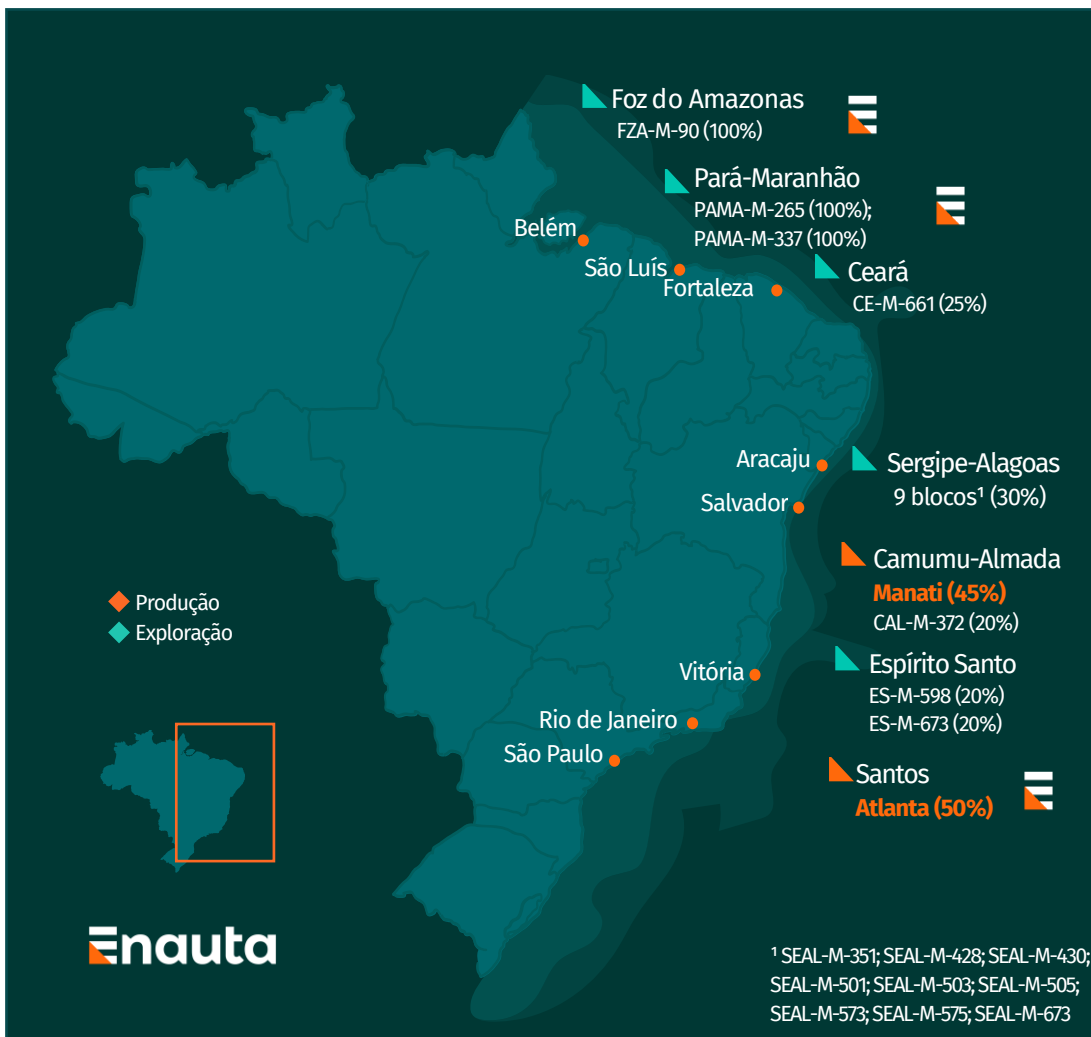 Foz do Amazonas
FZA-M-90 (100%)
Pará-Maranhão
PAMA-M-265 (100%);
PAMA-M-337 (100%)
Belém
São Luís
Fortaleza
Ceará
CE-M-661 (25%)
Aracaju
Salvador
Sergipe-Alagoas
9 blocos¹ (30%)
Camumu-Almada
Manati (45%)
CAL-M-372 (20%)
Produção
Exploração
Vitória
Rio de Janeiro
São Paulo
Espírito Santo
ES-M-598 (20%)
ES-M-673 (20%)
Santos
Atlanta (50%)
Enauta
¹ SEAL-M-351; SEAL-M-428; SEAL-M-430;
SEAL-M-501; SEAL-M-503; SEAL-M-505;
SEAL-M-573; SEAL-M-575; SEAL-M-673